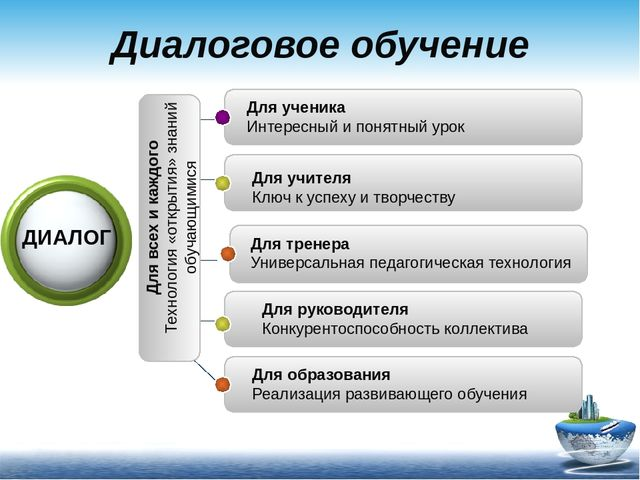 Диалоговое обучение
ДИАЛОГ
Для всех и каждого
Технология «открытия» знаний
обучающимися
Для ученика
Интересный и понятный урок
Для учителя
Ключ к успеху и творчеству
Для тренера
Универсальная педагогическая технология
Для руководителя
Конкурентоспособность коллектива
Для образования
Реализация развивающего обучения